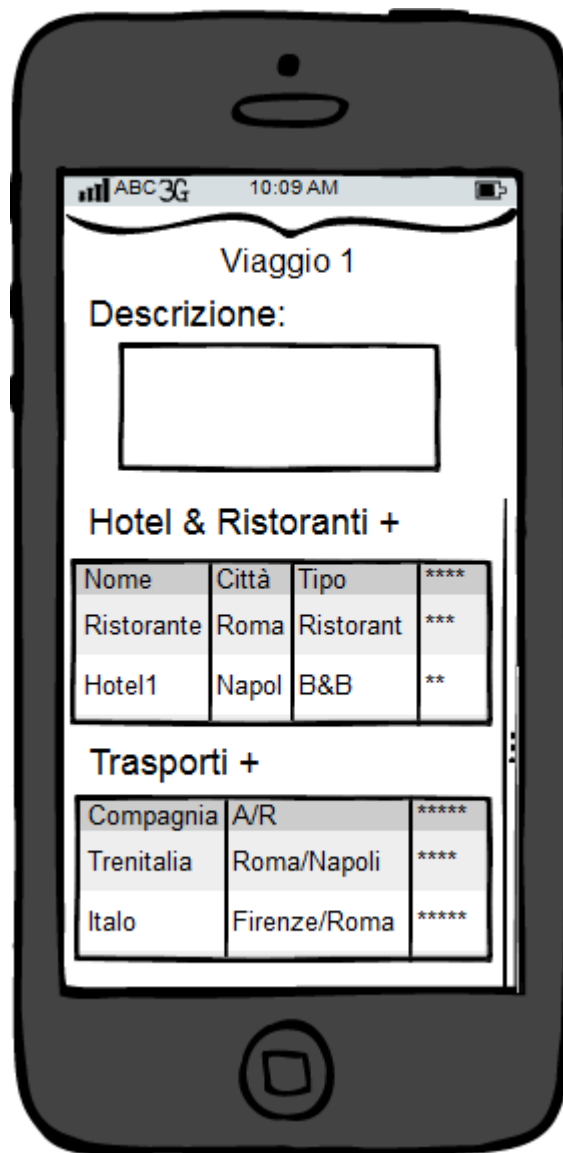 ABC 3G 10:09 AM
Viaggio 1
Descrizione:
Hotel & Ristoranti +
Nome Città Tipo ****
Ristorante Roma Ristorant ***
Hotel1 Napol B&B **
Trasporti +
Compagnia A/R *****
Trenitalia Roma/Napoli ****
Italo Firenze/Roma *****